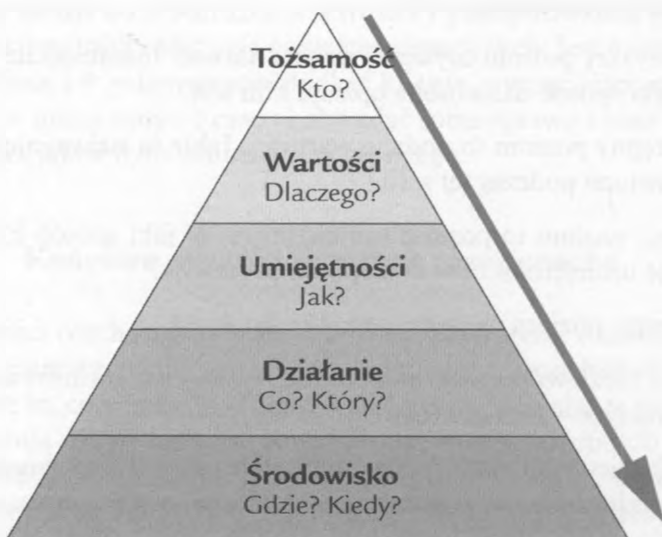 Tożsamość
Kto?
Wartości
Dlaczego?
Umiejętności
Jak?
Działanie
Co? Który?
Środowisko
Gdzie? Kiedy?